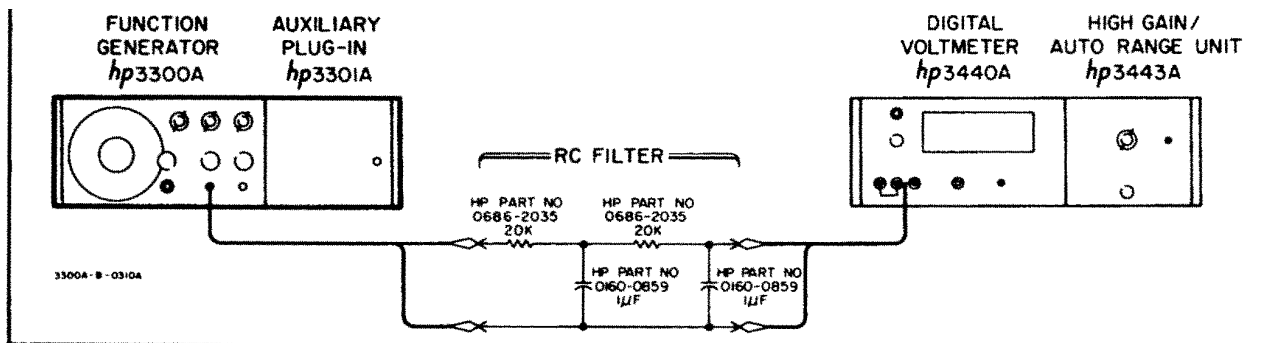 FUNCTION
GENERATOR
hp3300A
AUXILIARY
PLUG-IN
hp3301A
DIGITAL
VOLTMETER
hp3440A
HIGH GAIN/
AUTO RANGE UNIT
hp3443A
RC FILTER
HP PART NO
0686-2035
20K
HP PART NO
0686-2035
20K
HP PART NO
0160-0859
1μF
HP PART NO
0160-0859
1μF
3300A-B-0310A